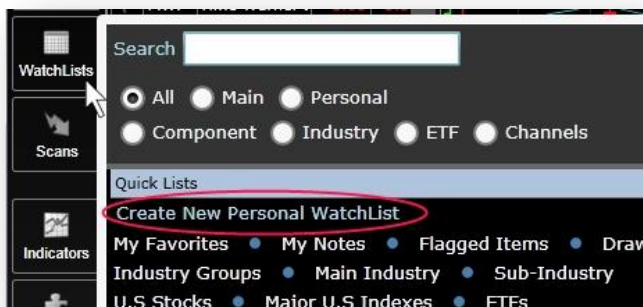 Search
WatchLists
All Main Personal
Component Industry ETF Channels
Scans
Quick Lists
Create New Personal WatchList
My Favorites • My Notes • Flagged Items • Draw
Indicators
Industry Groups • Main Industry • Sub-Industry
U.S Stocks • Major U.S Indexes • ETFs